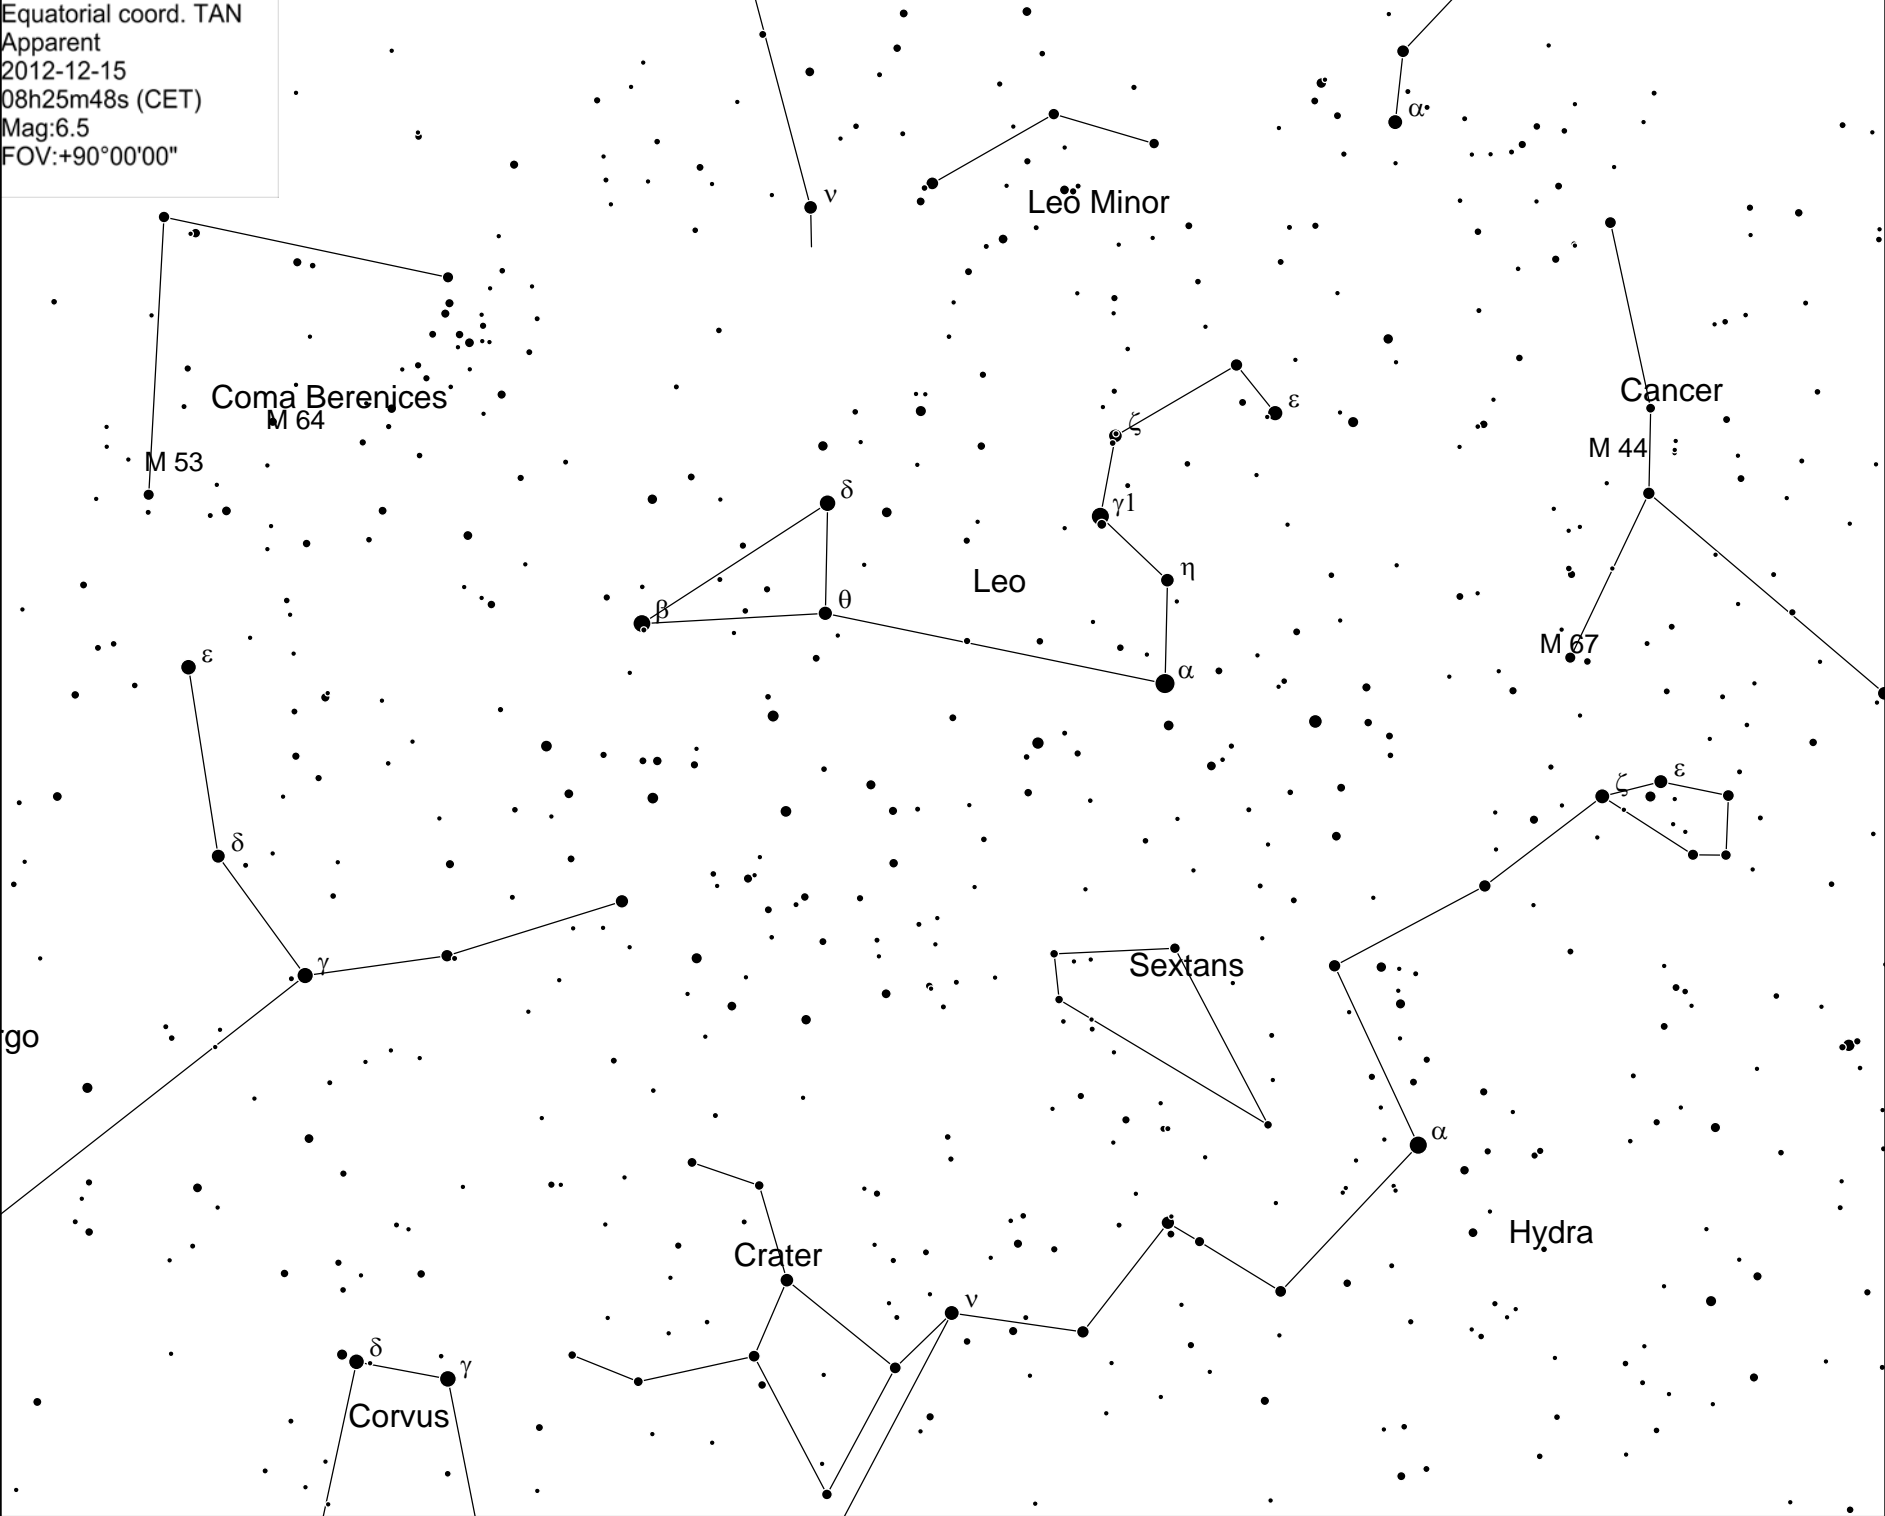 Equatorial coord. TAN
Apparent
2012-12-15
08h25m48s (CET)
Mag:6.5
FOV:+90°00'00"
α
ν
Leo Minor
Coma Berenices
M 64
M 53
Cancer
M 44
M 67
ε
ζ
γ1
δ
η
Leo
θ
β
α
ε
δ
γ
rgo
ζ
ε
Sextans
α
Hydra
Crater
ν
δ
γ
Corvus